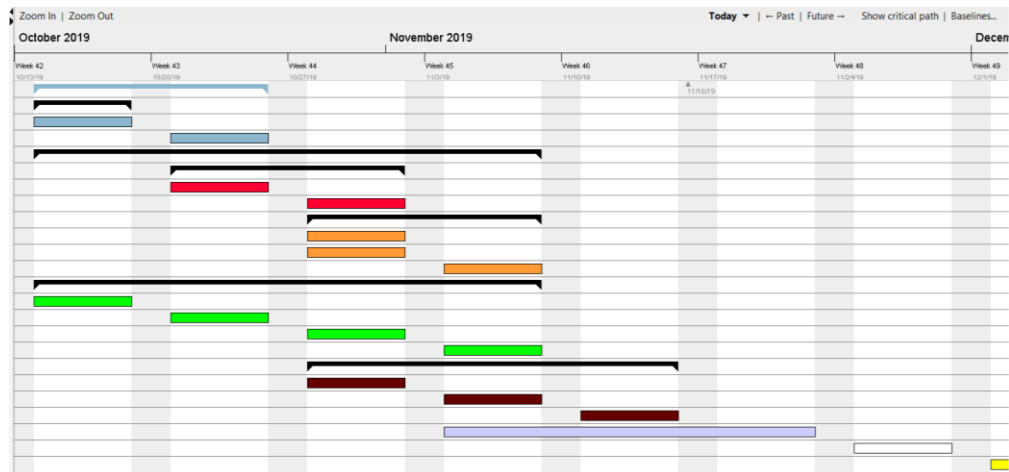 Zoom In | Zoom Out
Today ▼ | ← Past | Future → Show critical path | Baselines...
October 2019 November 2019 Decem
Week 42 Week 43 Week 44 Week 45 Week 46 Week 47 Week 48 Week 49
10/13/19 10/20/19 10/27/19 11/3/19 11/10/19 11/17/19 11/24/19 12/1/19
11/16/19